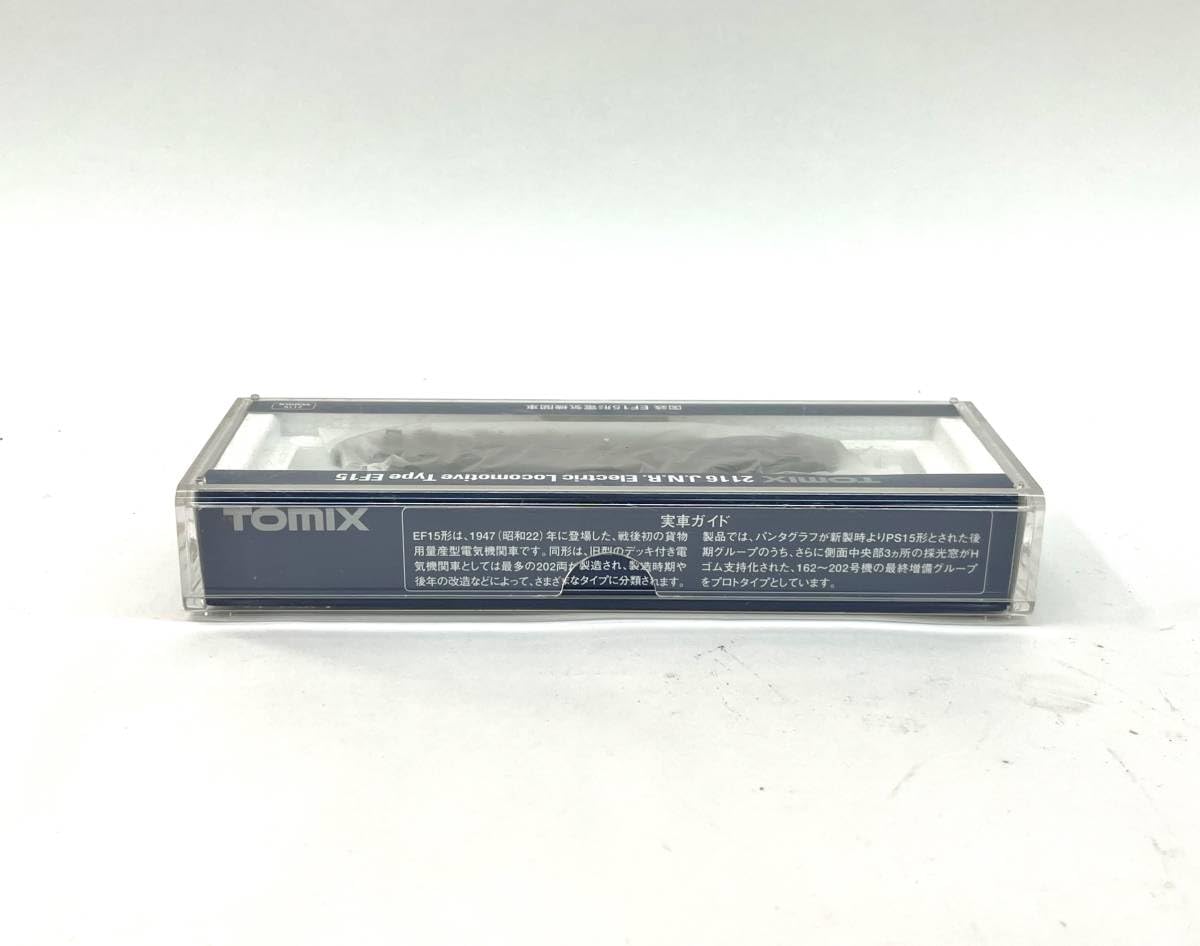 国鉄 EF15形電気機関車
TOMIX 2116 J.N.R. Electric Locomotive Type EF15
TOMIX
実車ガイド
EF15形は、1947(昭和22)年に登場した、戦後初の貨物
用量産型電気機関車です。同形は、旧型のデッキ付き電
気機関車としては最多の202両が製造され、製造時期や
後年の改造などによって、さまざまなタイプに分類されます。
製品では、パンタグラフが新製時よりPS15形とされた後
期グループのうち、さらに側面中央部3ヵ所の採光窓がH
ゴム支持化された、162～202号機の最終増備グループ
をプロトタイプとしています。